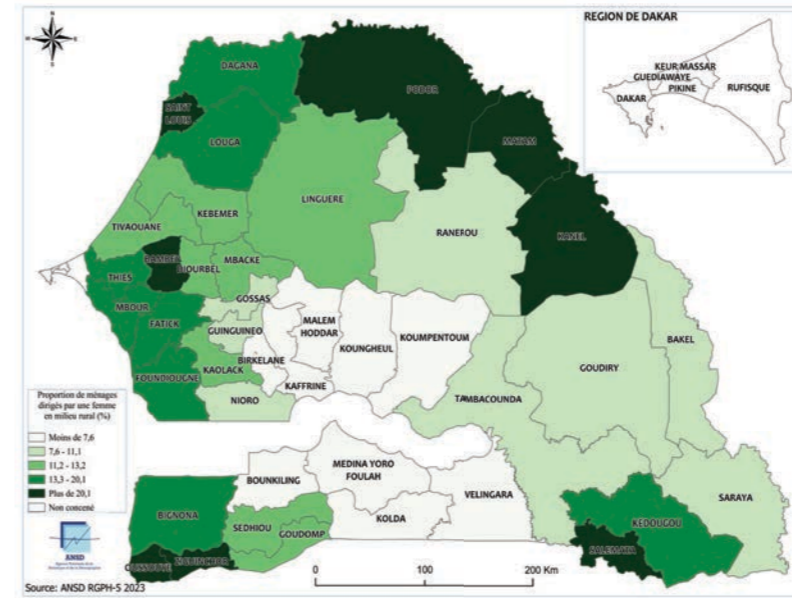 REGION DE DAKAR
KEUR MASSAR
GUEDIAWAYE
PIKINE
DAKAR
RUFISQUE
DAGANA
PODOR
SAINT
LOUIS
MATAM
LOUGA
LINGUERE
KEBEMER
TIVAOUANE
RANEROU
KANEL
BAMBEY
DIOURBEL
MBACKE
THIES
MBOUR
GOSSAS
FATICK
MALEM
HODDAR
GUINGUINEO
KOUNGHEUL
KOUMPENTOUM
BIRKELANE
BAKEL
GOUDIRY
KAOLACK
FOUNDIOUGNE
KAFFRINE
NIORO
TAMBACOUNDA
Proportion de ménages
dirigés par une femme
en milieu rural (%)
Moins de 7,6
7,6 - 11,1
11,2 - 13,2
13,3 - 20,1
Plus de 20,1
Non concené
MEDINA YORO
FOULAH
BOUNKILING
VELINGARA
SARAYA
BIGNONA
KOLDA
SEDHIOU
GOUDOMP
KEDOUGOU
SALEMATA
OUSSOUYE
ZIGUINCHOR
ANSD
0 100 200 Km
Source: ANSD RGPH-5 2023